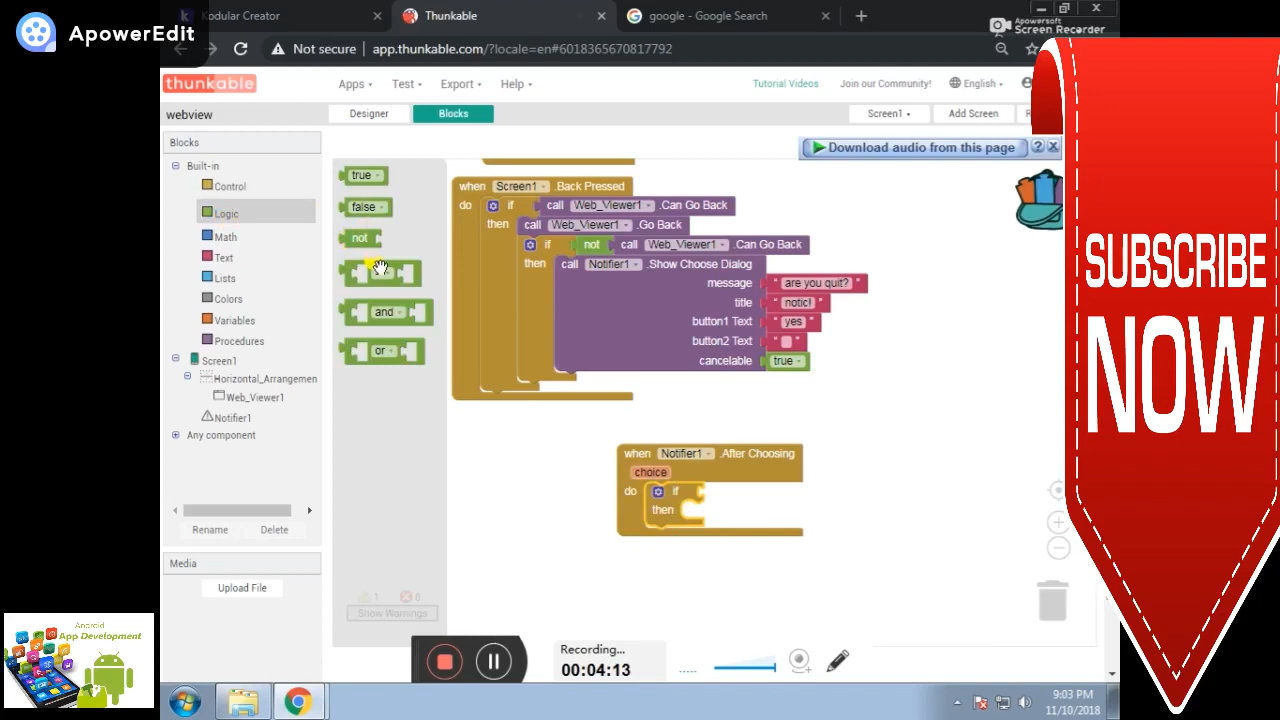 ApowerEdit
Kodular Creator
Thunkable
google - Google Search
Apowersoft
Screen Recorder
Not secure
app.thunkable.com/?locale=en#6018365670817792
thunkable
Apps
Test
Export
Help
Tutorial Videos
Join our Community!
English
webview
Designer
Blocks
Screen1
Add Screen
Download audio from this page
?
Blocks
Built-in
Control
Logic
Math
Text
Lists
Colors
Variables
Procedures
Screen1
Horizontal_Arrangemen
Web_Viewer1
Notifier1
Any component
Rename
Delete
Media
Upload File
true
false
not
and
or
1
0
Show Warnings
when Screen1 .Back Pressed
do if call Web_Viewer1 .Can Go Back
then call Web_Viewer1 .Go Back
if not call Web_Viewer1 .Can Go Back
then call Notifier1 .Show Choose Dialog
message " are you quit? "
title " notic! "
button1 Text " yes "
button2 Text " "
cancelable true
when Notifier1 .After Choosing
choice
do if
then
SUBSCRIBE
NOW
Android
App Development
Recording...
00:04:13
9:03 PM
11/10/2018